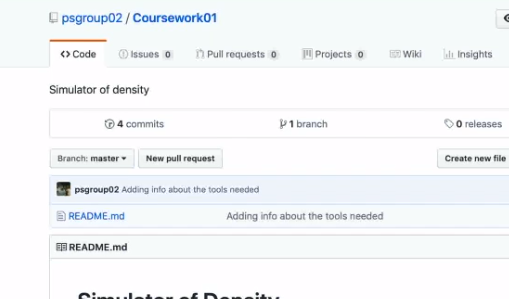 psgroup02 / Coursework01
Code Issues 0 Pull requests 0 Projects 0 Wiki Insights
Simulator of density
4 commits 1 branch 0 releases
Branch: master New pull request Create new file
psgroup02 Adding info about the tools needed
README.md Adding info about the tools needed
README.md
Simulator of Density